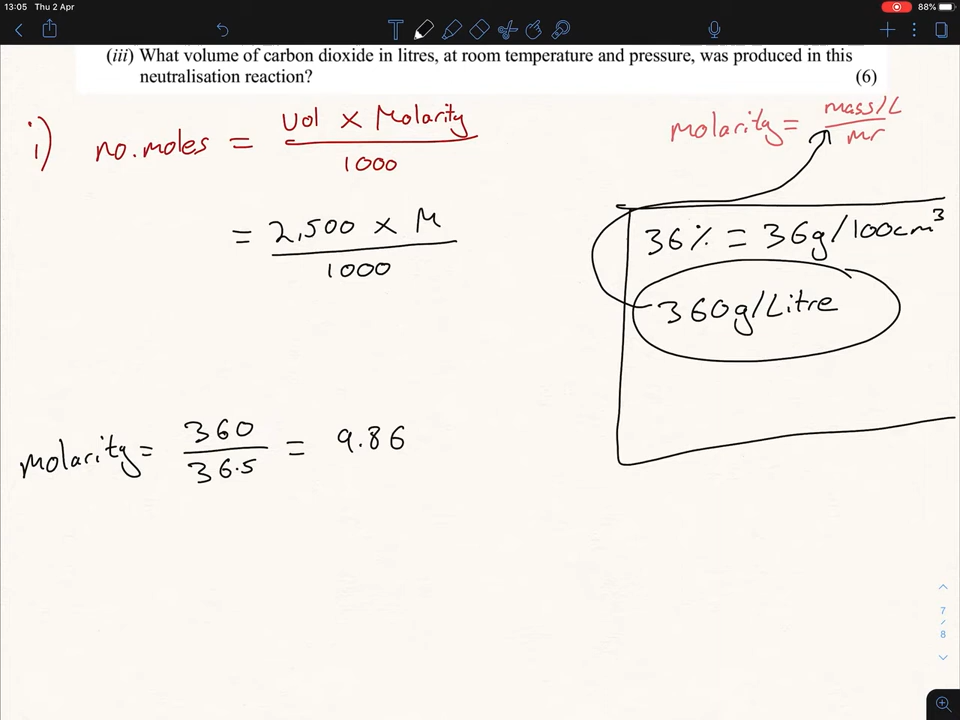 13:05 Thu 2 Apr 88%
(iii) What volume of carbon dioxide in litres, at room temperature and pressure, was produced in this
neutralisation reaction? (6)
i) no. moles = Vol x Molarity
1000
= 2,500 x M
1000
molarity = mass/L
mr
36% = 36g/100cm³
360g/Litre
molarity = 360
36.5
= 9.86
7
/
8